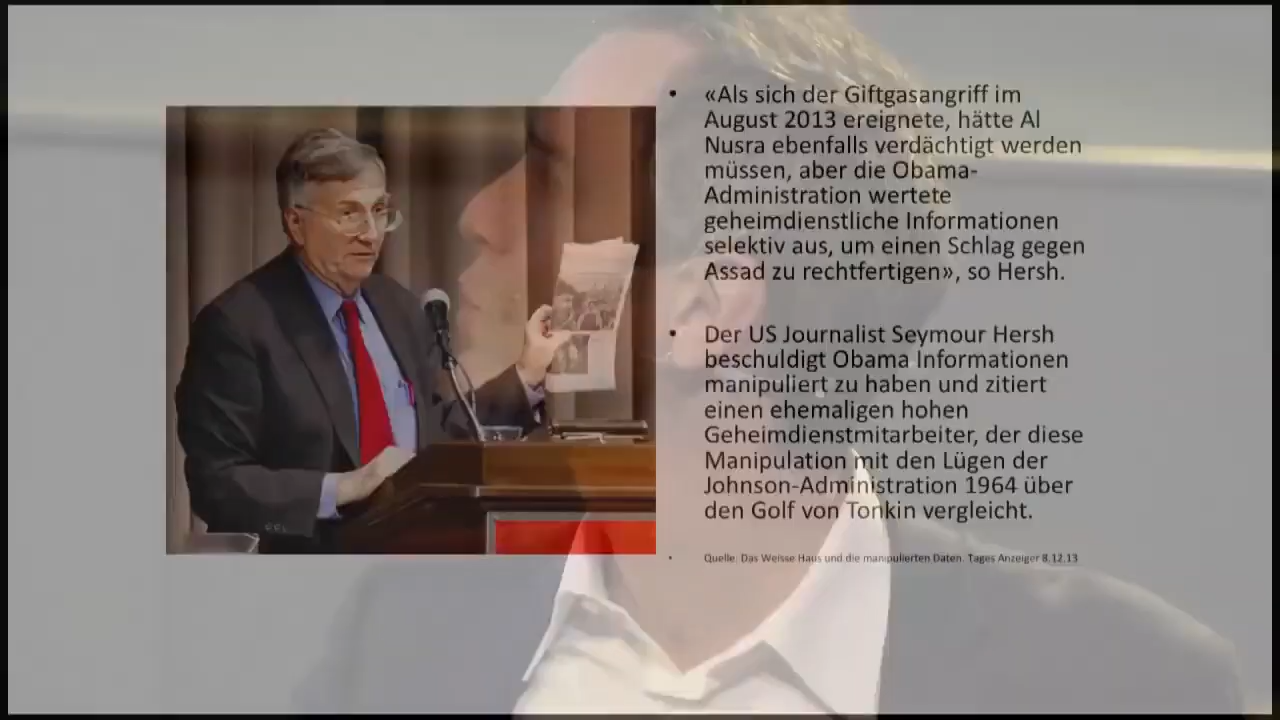 «Als sich der Giftgasangriff im
August 2013 ereignete, hätte Al
Nusra ebenfalls verdächtigt werden
müssen, aber die Obama-
Administration wertete
geheimdienstliche Informationen
selektiv aus, um einen Schlag gegen
Assad zu rechtfertigen», so Hersh.
Der US Journalist Seymour Hersh
beschuldigt Obama Informationen
manipuliert zu haben und zitiert
einen ehemaligen hohen
Geheimdienstmitarbeiter, der diese
Manipulation mit den Lügen der
Johnson-Administration 1964 über
den Golf von Tonkin vergleicht.
Quelle: Das Weisse Haus und die manipulierten Daten. Tages Anzeiger 8.12.13